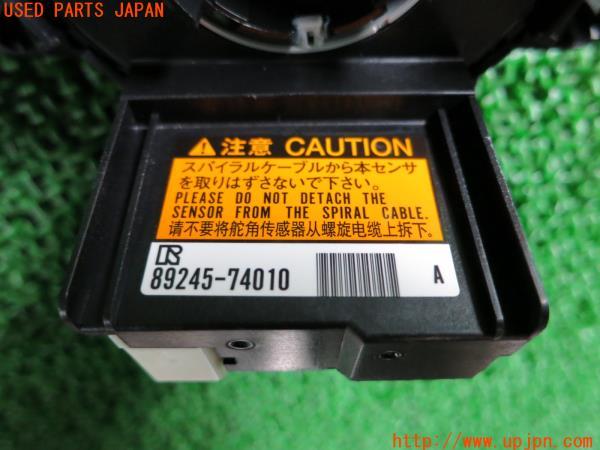 USED PARTS JAPAN
注意 CAUTION
スパイラルケーブルから本センサ
を取りはずさないで下さい。
PLEASE DO NOT DETACH THE
SENSOR FROM THE SPIRAL CABLE.
请不要将舵角传感器从螺旋电缆上拆下。
89245-74010 A
http://www.upjpn.com/